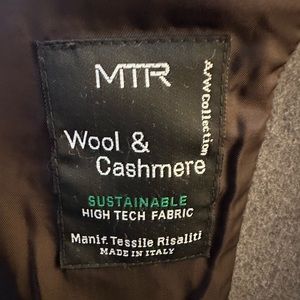 MTR
A/W Collection
Wool &
Cashmere
SUSTAINABLE
HIGH TECH FABRIC
Manif. Tessile Risaliti
MADE IN ITALY